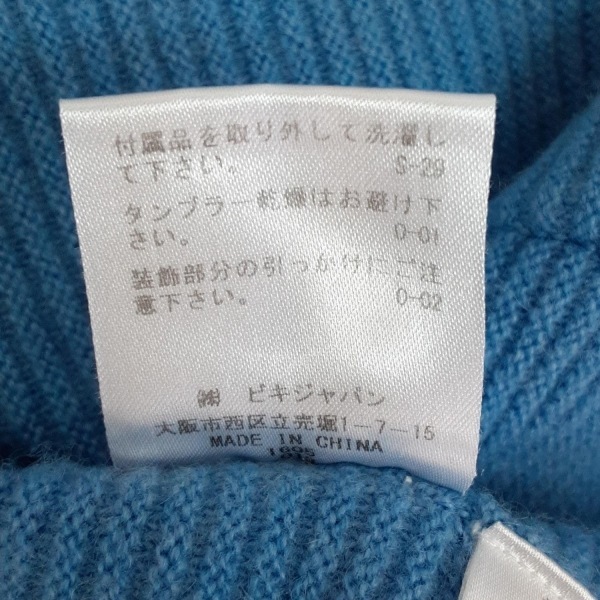 付属品を取り外して洗濯し
て下さい。 S-29
タンブラー乾燥はお避け下
さい。 0-01
装飾部分の引っかけにご注
意下さい。 0-02
ビキジャパン
大阪市西区立売堀1-7-15
MADE IN CHINA
1605